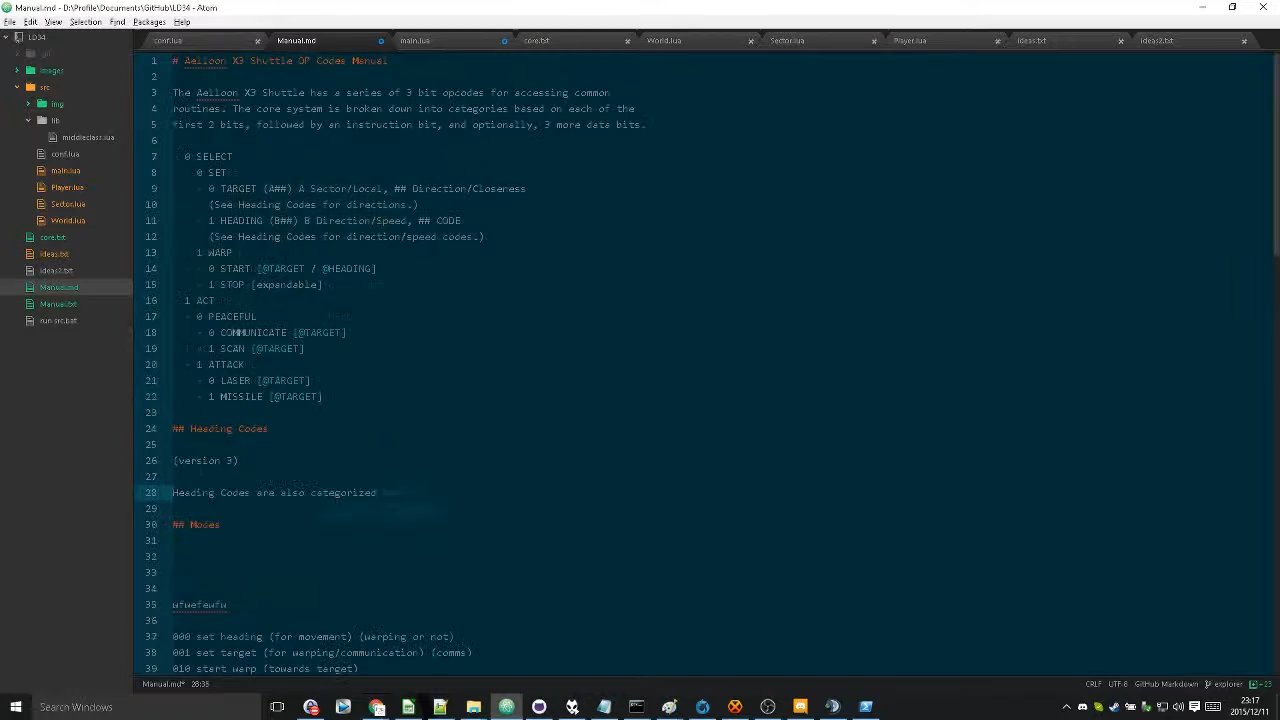 Manual.md - D:\Profile\Documents\GitHub\LD34 - Atom
File Edit View Selection Find Packages Help
LD34
.git
images
src
img
lib
middleclass.lua
conf.lua
main.lua
Player.lua
Sector.lua
World.lua
core.txt
ideas.txt
ideas2.txt
Manual.md
Manual.txt
run-src.bat
conf.lua Manual.md main.lua core.txt World.lua Sector.lua Player.lua ideas.txt ideas2.txt
1 # Aelloon X3 Shuttle OP Codes Manual
2
3 The Aelloon X3 Shuttle has a series of 3 bit opcodes for accessing common
4 routines. The core system is broken down into categories based on each of the
5 first 2 bits, followed by an instruction bit, and optionally, 3 more data bits.
6
7 - 0 SELECT
8 - 0 SET
9 - 0 TARGET (A##) A Sector/Local, ## Direction/Closeness
10 (See Heading Codes for directions.)
11 - 1 HEADING (B##) B Direction/Speed, ## CODE
12 (See Heading Codes for direction/speed codes.)
13 - 1 WARP
14 - 0 START [@TARGET / @HEADING]
15 - 1 STOP [expandable]
16 - 1 ACT
17 - 0 PEACEFUL
18 - 0 COMMUNICATE [@TARGET]
19 - 1 SCAN [@TARGET]
20 - 1 ATTACK
21 - 0 LASER [@TARGET]
22 - 1 MISSILE [@TARGET]
23
24 ## Heading Codes
25
26 (version 3)
27
28 Heading Codes are also categorized
29
30 ## Modes
31
32
33
34
35 wfwefewfw
36
37 000 set heading (for movement) (warping or not)
38 001 set target (for warping/communication) (comms)
39 010 start warp (towards target)
Manual.md* 28:35 CRLF UTF-8 GitHub Markdown explorer +23
Search Windows
23:17
2015/12/13